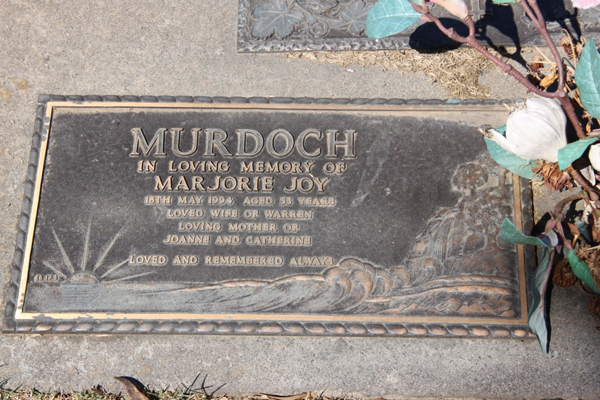 MURDOCH
IN LOVING MEMORY OF
MARJORIE JOY
18TH MAY 1994 AGED 53 YEARS
LOVED WIFE OF WARREN
LOVING MOTHER OF
JOANNE AND CATHERINE
LOVED AND REMEMBERED ALWAYS